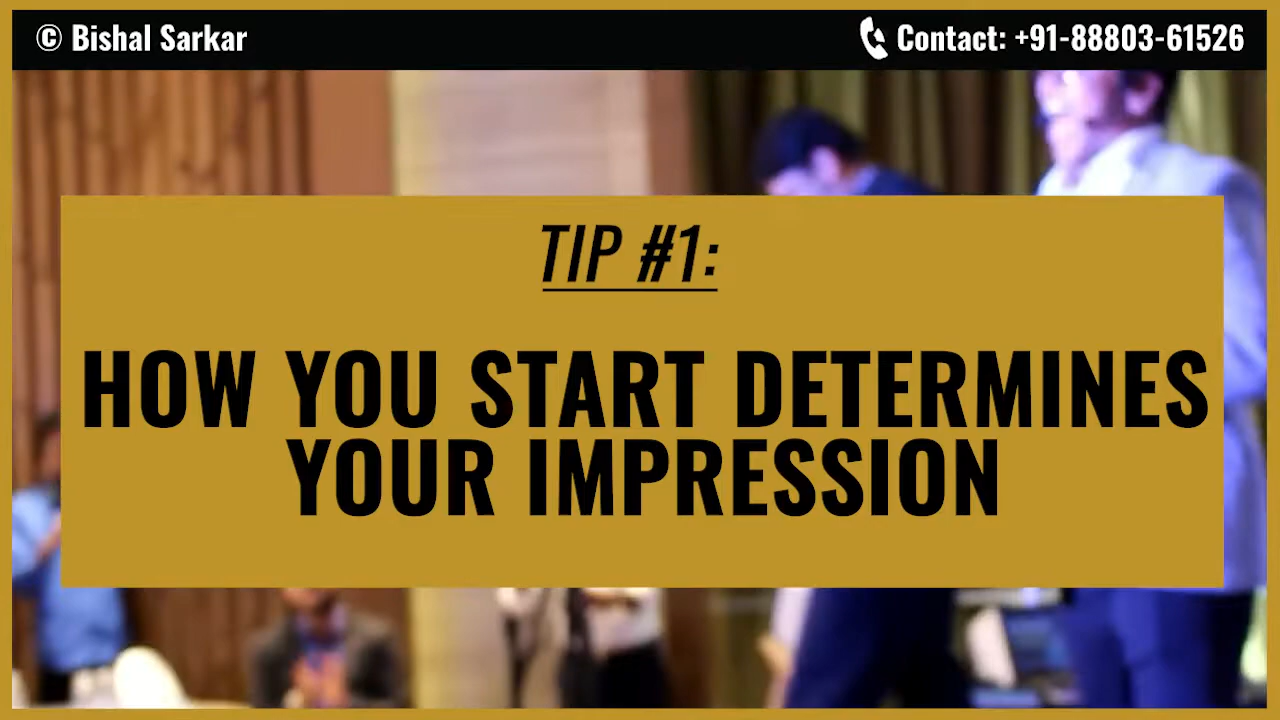 © Bishal Sarkar
Contact: +91-88803-61526
TIP #1:
HOW YOU START DETERMINES
YOUR IMPRESSION